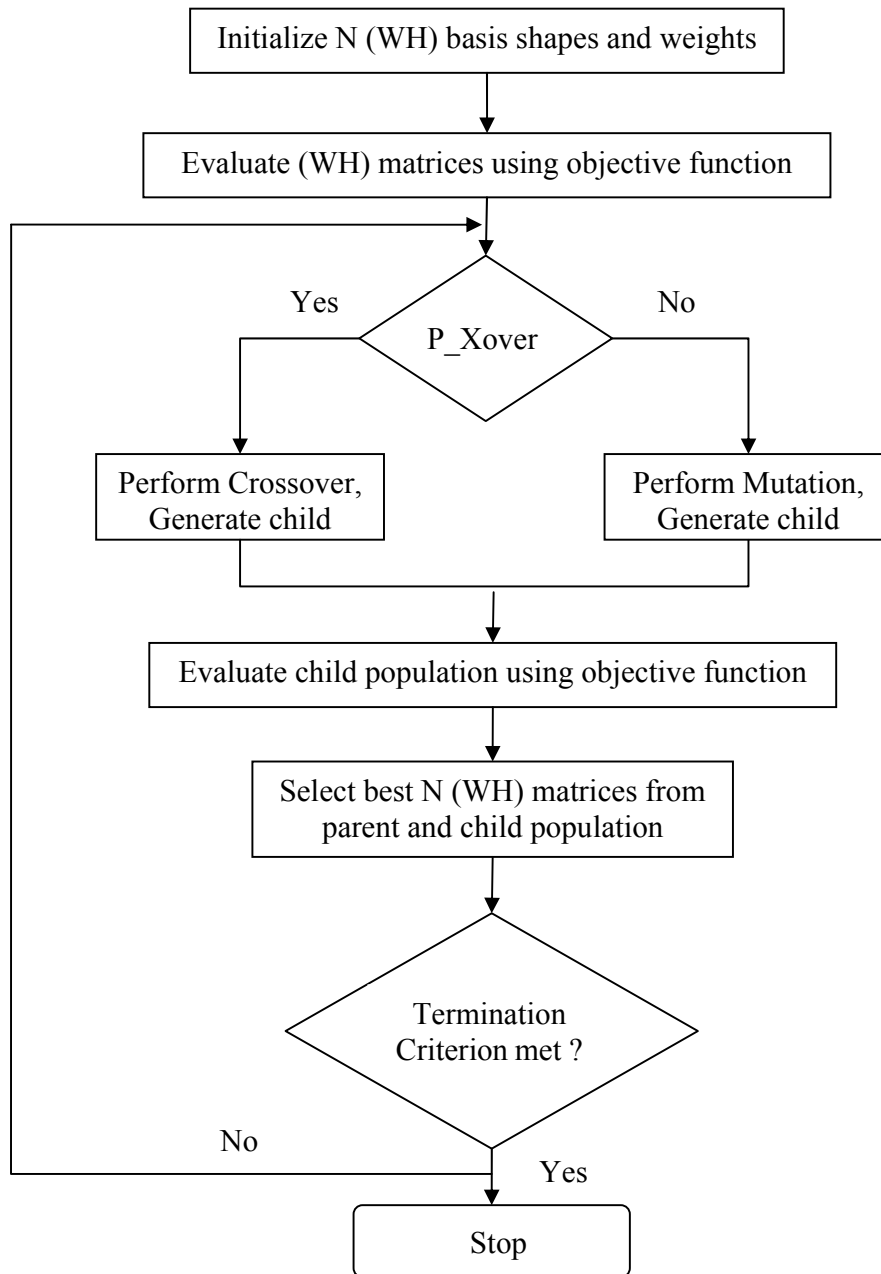 Initialize N (WH) basis shapes and weights
Evaluate (WH) matrices using objective function
Yes
No
P_Xover
Perform Crossover,
Generate child
Perform Mutation,
Generate child
Evaluate child population using objective function
Select best N (WH) matrices from
parent and child population
Termination
Criterion met ?
No
Yes
Stop